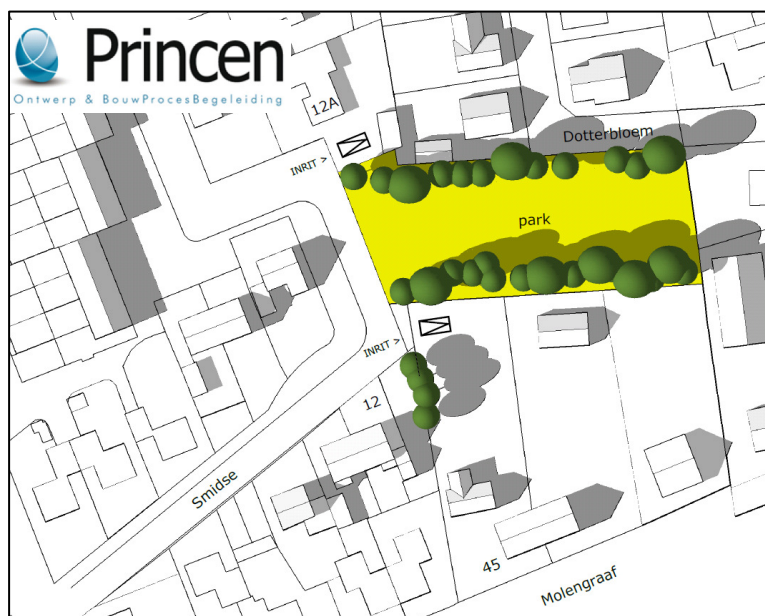 Princen
Ontwerp & BouwProcesBegeleiding
12A
INRIT >
Dotterbloem
park
INRIT >
12
Smidse
45
Molengraaf